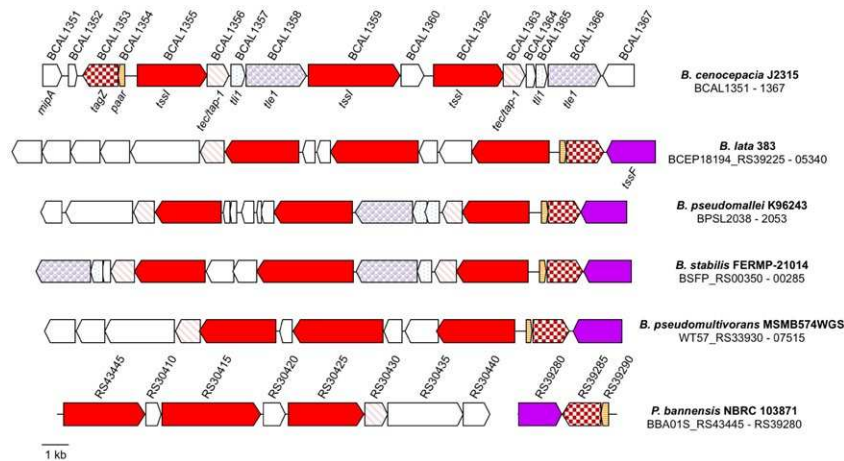 BCAL1351 BCAL1352 BCAL1353 BCAL1354 BCAL1355 BCAL1356 BCAL1357 BCAL1358 BCAL1359 BCAL1360 BCAL1362 BCAL1363 BCAL1364 BCAL1365 BCAL1366 BCAL1367
B. cenocepacia J2315
BCAL1351 - 1367
mipA tagZ paar tssI tec/tap-1 tli1 tle1 tssI tssI tec/tap-1 tli1 tle1
B. lata 383
BCEP18194_RS39225 - 05340
tssF
B. pseudomallei K96243
BPSL2038 - 2053
B. stabilis FERMP-21014
BSFP_RS00350 - 00285
B. pseudomultivorans MSMB574WGS
WT57_RS33930 - 07515
RS43445 RS30410 RS30415 RS30420 RS30425 RS30430 RS30435 RS30440 RS39280 RS39285 RS39290
P. bannensis NBRC 103871
BBA01S_RS43445 - RS39280
1 kb